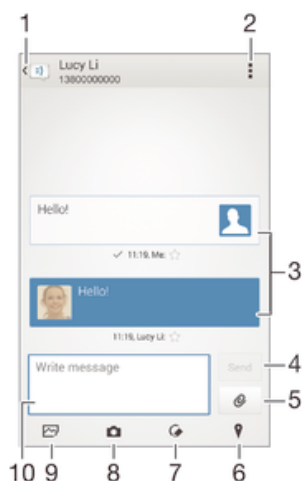 1
2
Lucy Li
13800000000
Hello!
11:19, Me:
3
Hello!
11:19, Lucy Li:
Write message
Send
4
5
10
9
8
7
6